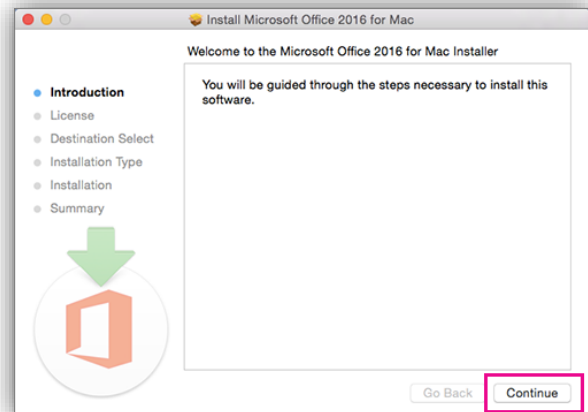 Install Microsoft Office 2016 for Mac
Welcome to the Microsoft Office 2016 for Mac Installer
Introduction
License
Destination Select
Installation Type
Installation
Summary
You will be guided through the steps necessary to install this
software.
Go Back
Continue